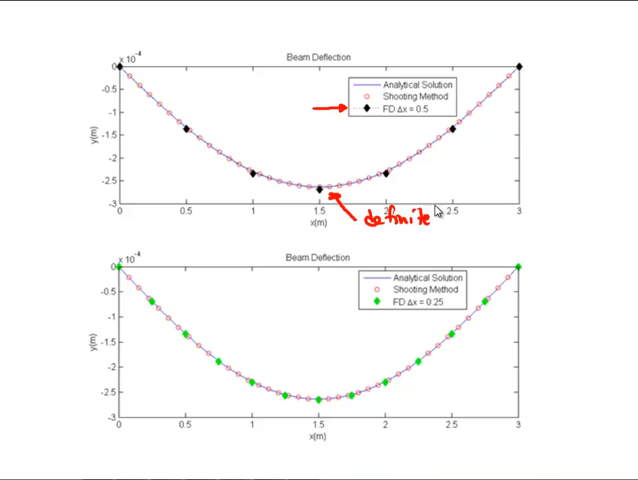 Beam Deflection
x 10⁻⁴
Analytical Solution
Shooting Method
FD Δx = 0.5
0
-0.5
-1
-1.5
-2
-2.5
-3
y(m)
0 0.5 1 1.5 2 2.5 3
x(m)
definite
Beam Deflection
x 10⁻⁴
Analytical Solution
Shooting Method
FD Δx = 0.25
0
-0.5
-1
-1.5
-2
-2.5
-3
y(m)
0 0.5 1 1.5 2 2.5 3
x(m)